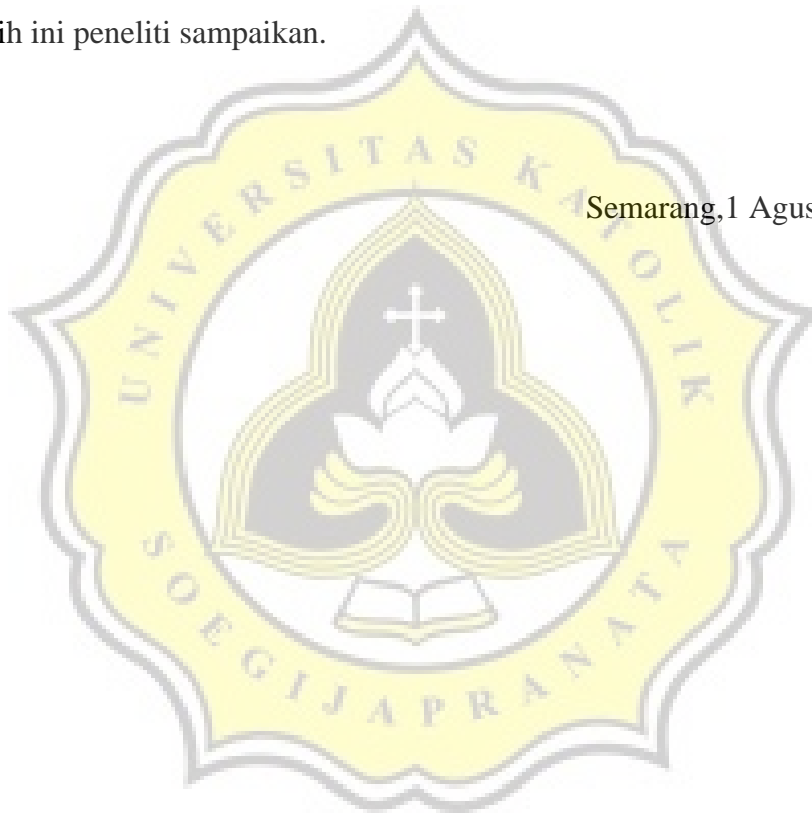 ih ini peneliti sampaikan.
Semarang,1 Agus
UNIVERSITAS KATOLIK
SOEGIJAPRANATA